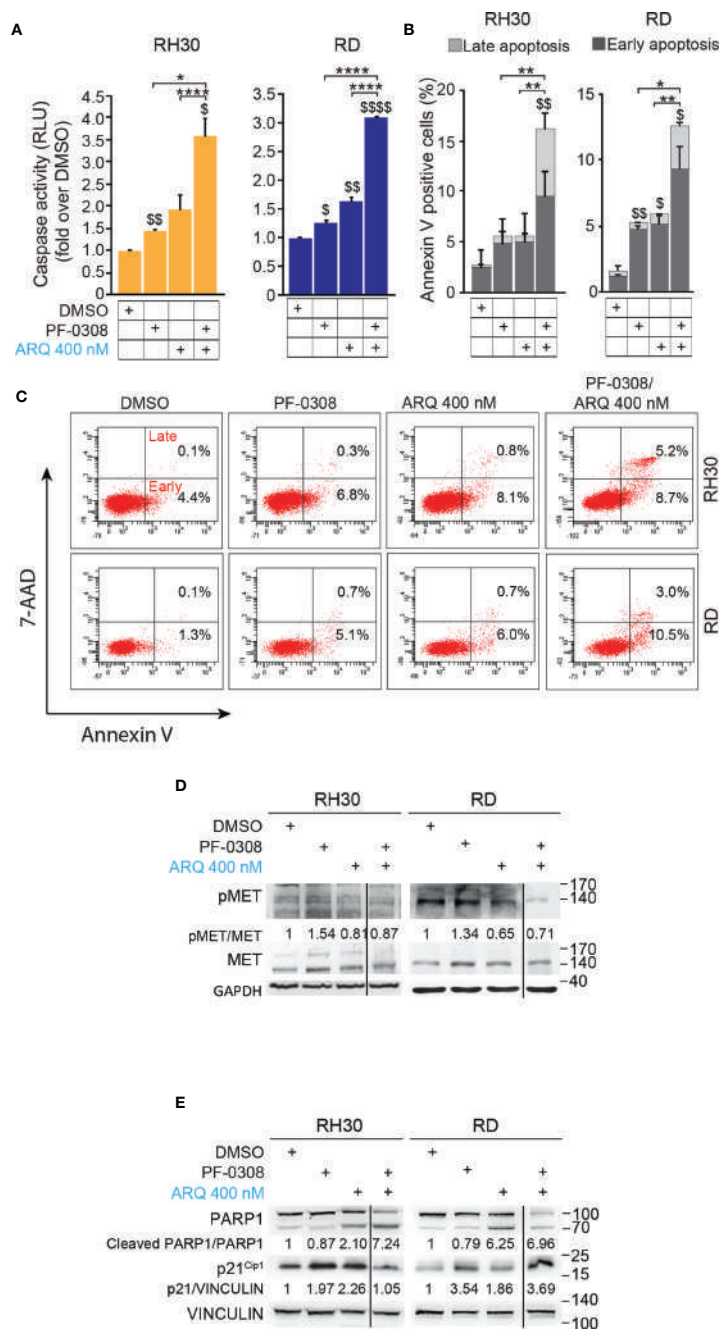 A
RH30
RD
B
RH30
RD
Late apoptosis
Early apoptosis
Caspase activity (RLU)
(fold over DMSO)
4.5
4.0
3.5
3.0
2.5
2.0
1.5
1.0
0
*
****
$
$$
3.5
3.0
2.5
2.0
1.5
1.0
0
****
****
$$$$
$$
$
Annexin V positive cells (%)
20
15
10
5
0
**
**
$$
15
10
5
0
*
**
$
$$
$
DMSO + +
PF-0308 + + + + + + + +
ARQ 400 nM + + + + + + + +
C
DMSO
PF-0308
ARQ 400 nM
PF-0308/
ARQ 400 nM
Late
0.1%
Early
4.4%
0.3%
6.8%
0.8%
8.1%
5.2%
8.7%
RH30
0.1%
1.3%
0.7%
5.1%
0.7%
6.0%
3.0%
10.5%
RD
7-AAD
Annexin V
D
RH30 RD
DMSO + +
PF-0308 + + + +
ARQ 400 nM + + + +
pMET
170
140
pMET/MET 1 1.54 0.81 0.87 1 1.34 0.65 0.71
MET
170
140
40
GAPDH
E
RH30 RD
DMSO + +
PF-0308 + + + +
ARQ 400 nM + + + +
PARP1
100
70
Cleaved PARP1/PARP1 1 0.87 2.10 7.24 1 0.79 6.25 6.96
25
p21Cip1
15
p21/VINCULIN 1 1.97 2.26 1.05 1 3.54 1.86 3.69
140
VINCULIN
100